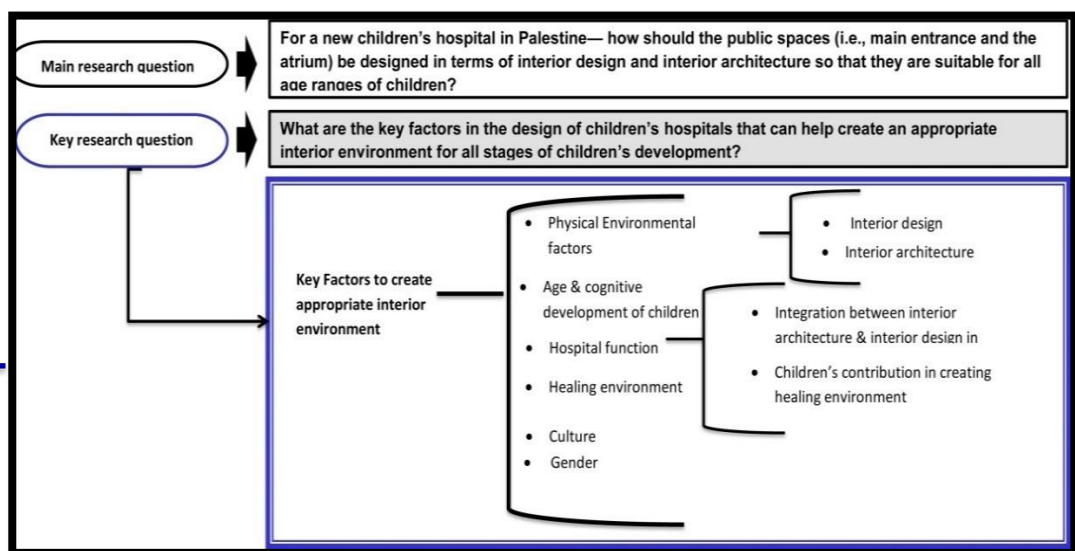 Main research question
For a new children's hospital in Palestine— how should the public spaces (i.e., main entrance and the
atrium) be designed in terms of interior design and interior architecture so that they are suitable for all
age ranges of children?
Key research question
What are the key factors in the design of children's hospitals that can help create an appropriate
interior environment for all stages of children's development?
Key Factors to create
appropriate interior
environment
• Physical Environmental
factors
• Age & cognitive
development of children
• Hospital function
• Healing environment
• Culture
• Gender
• Interior design
• Interior architecture
• Integration between interior
architecture & interior design in
• Children's contribution in creating
healing environment